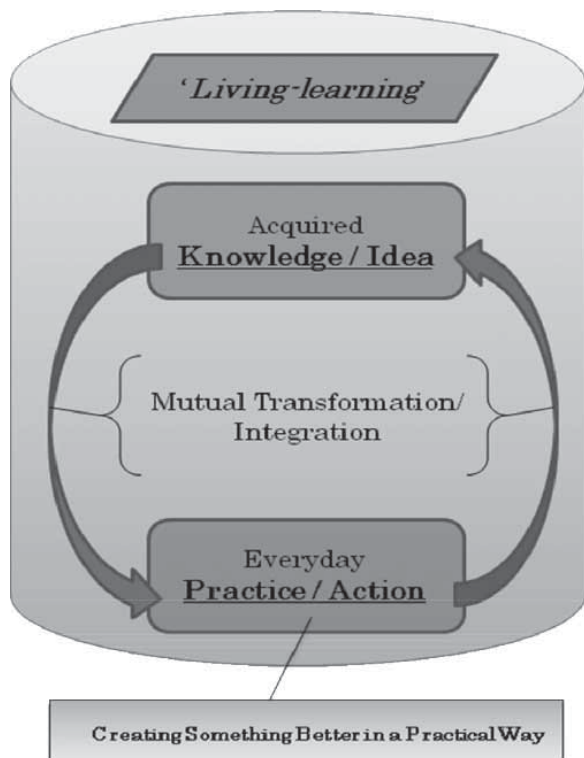 ‘Living-learning’
Acquired
Knowledge / Idea
Mutual Transformation/
Integration
Everyday
Practice / Action
Creating Something Better in a Practical Way